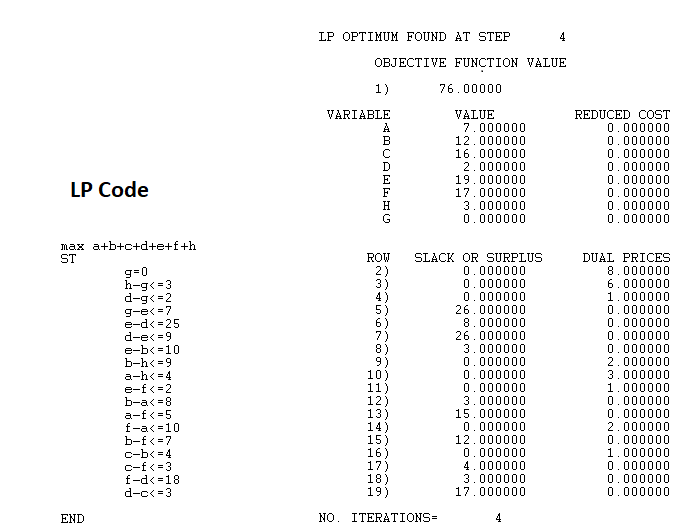 LP OPTIMUM FOUND AT STEP 4
OBJECTIVE FUNCTION VALUE
1) 76.00000
VARIABLE VALUE REDUCED COST
A 7.000000 0.000000
B 12.000000 0.000000
C 16.000000 0.000000
D 2.000000 0.000000
E 19.000000 0.000000
F 17.000000 0.000000
H 3.000000 0.000000
G 0.000000 0.000000
LP Code
max a+b+c+d+e+f+h
ST
g=0
h-g<=3
d-g<=2
g-e<=7
e-d<=25
d-e<=9
e-b<=10
b-h<=9
a-h<=4
e-f<=2
b-a<=8
a-f<=5
f-a<=10
b-f<=7
c-b<=4
c-f<=3
f-d<=18
d-c<=3
END
ROW SLACK OR SURPLUS DUAL PRICES
2) 0.000000 8.000000
3) 0.000000 6.000000
4) 0.000000 1.000000
5) 26.000000 0.000000
6) 8.000000 0.000000
7) 26.000000 0.000000
8) 3.000000 0.000000
9) 0.000000 2.000000
10) 0.000000 3.000000
11) 0.000000 1.000000
12) 3.000000 0.000000
13) 15.000000 0.000000
14) 0.000000 2.000000
15) 12.000000 0.000000
16) 0.000000 1.000000
17) 4.000000 0.000000
18) 3.000000 0.000000
19) 17.000000 0.000000
NO. ITERATIONS= 4